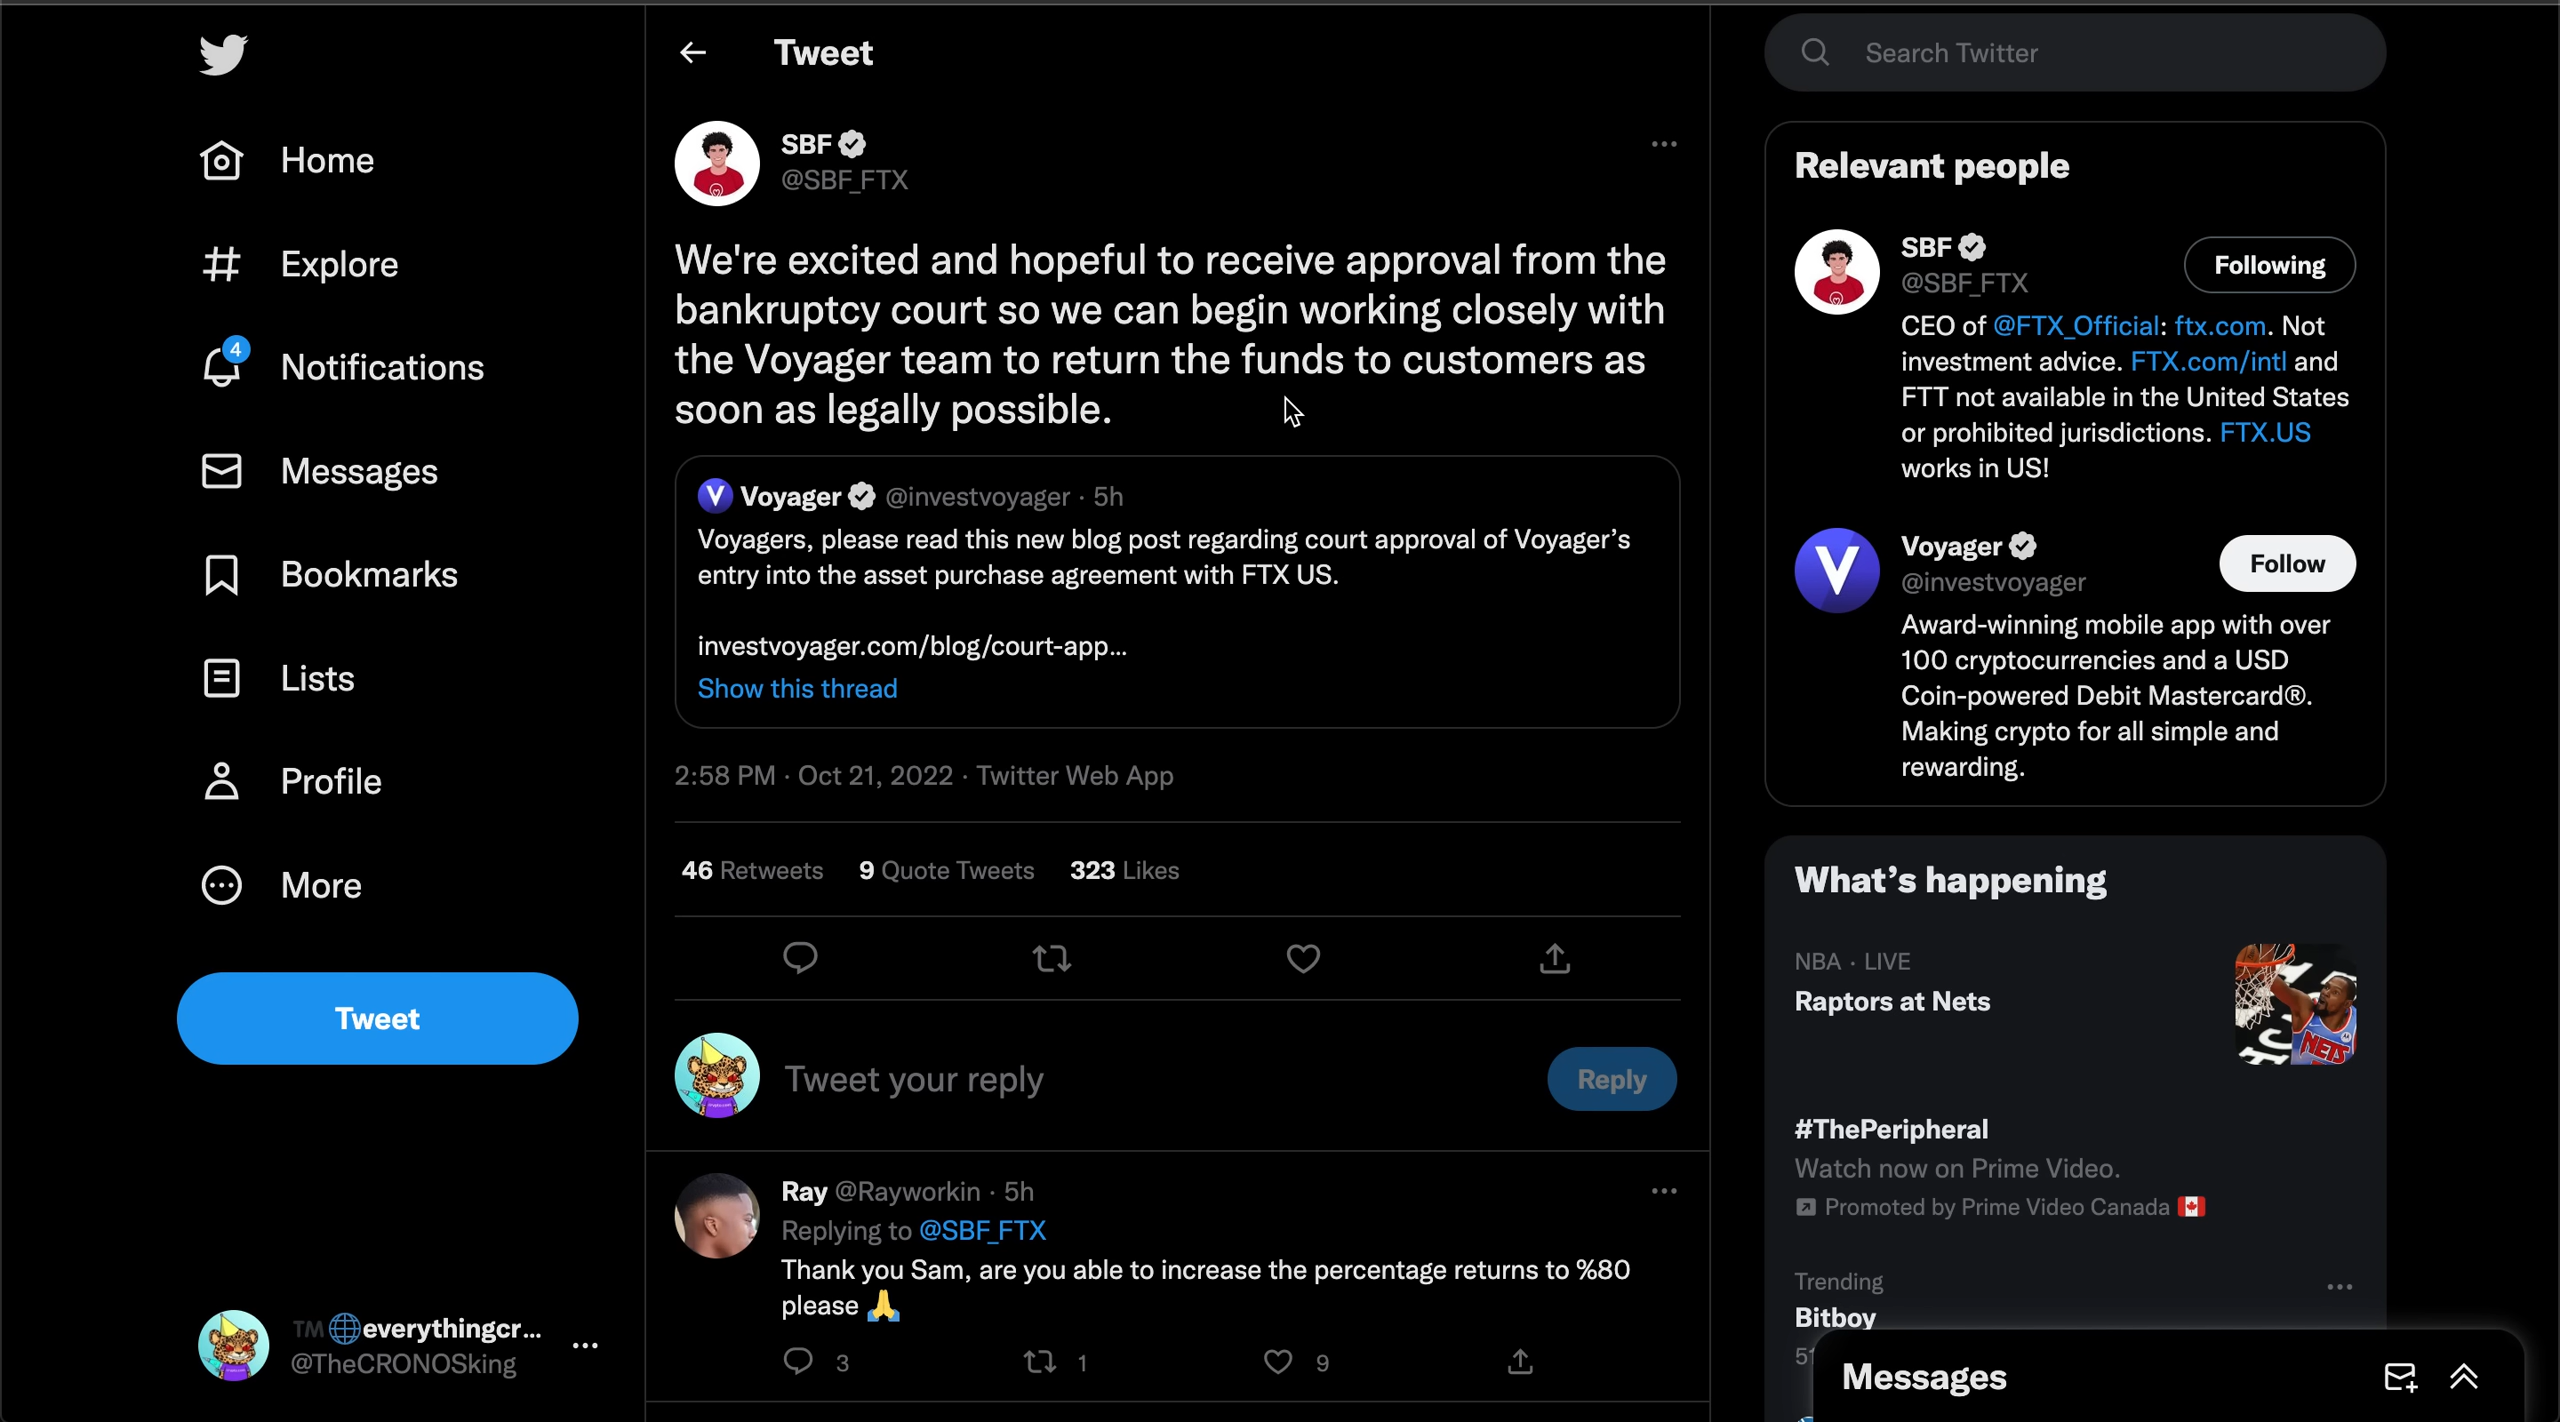 Home
Explore
4
Notifications
Messages
Bookmarks
Lists
Profile
More
Tweet
TM everythingcr...
@TheCRONOSking
Tweet
SBF
@SBF_FTX
We're excited and hopeful to receive approval from the
bankruptcy court so we can begin working closely with
the Voyager team to return the funds to customers as
soon as legally possible.
V Voyager @investvoyager · 5h
Voyagers, please read this new blog post regarding court approval of Voyager’s
entry into the asset purchase agreement with FTX US.
investvoyager.com/blog/court-app...
Show this thread
2:58 PM · Oct 21, 2022 · Twitter Web App
46 Retweets 9 Quote Tweets 323 Likes
Tweet your reply
Reply
Ray @Rayworkin · 5h
Replying to @SBF_FTX
Thank you Sam, are you able to increase the percentage returns to %80
please 🙏
3 1 9
Search Twitter
Relevant people
SBF
@SBF_FTX
Following
CEO of @FTX_Official: ftx.com. Not
investment advice. FTX.com/intl and
FTT not available in the United States
or prohibited jurisdictions. FTX.US
works in US!
V
Voyager
@investvoyager
Follow
Award-winning mobile app with over
100 cryptocurrencies and a USD
Coin-powered Debit Mastercard®.
Making crypto for all simple and
rewarding.
What’s happening
NBA · LIVE
Raptors at Nets
NETS
#ThePeripheral
Watch now on Prime Video.
Promoted by Prime Video Canada 🇨🇦
Trending
Bitboy
Messages